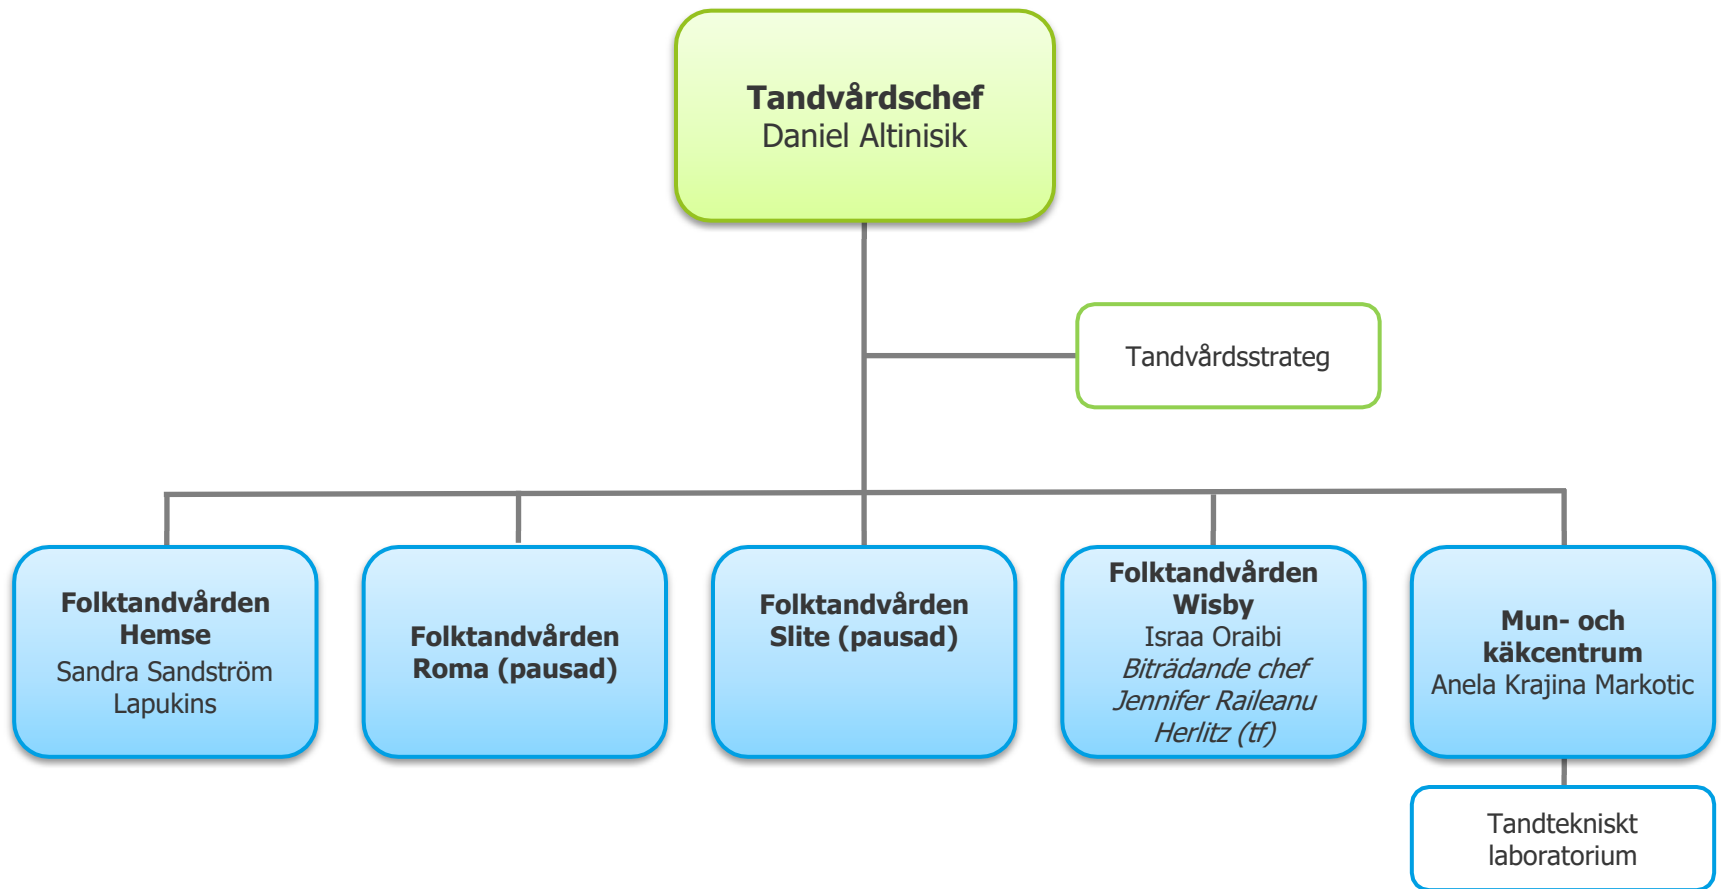 Tandvårdschef
Daniel Altinisik
Tandvårdsstrateg
Folktandvården
Hemse
Sandra Sandström
Lapukins
Folktandvården
Roma (pausad)
Folktandvården
Slite (pausad)
Folktandvården
Wisby
Israa Oraibi
Biträdande chef
Jennifer Raileanu
Herlitz (tf)
Mun- och
käkcentrum
Anela Krajina Markotic
Tandtekniskt
laboratorium